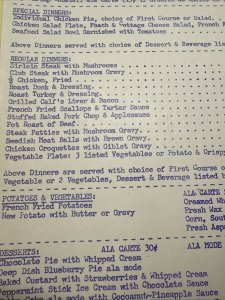 SPECIAL DINNERS:
Individual Chicken Pie, choice of First Course or Salad.
Chicken Salad Plate, Peach & Cottage Cheese Salad, French
Seafood Salad Bowl Garnished with Tomatoes
Above Dinners served with choice of Dessert & Beverage
REGULAR DINNERS:
Sirloin Steak with Mushrooms
Club Steak with Mushroom Gravy
½ Chicken, Fried
Roast Duck & Dressing.
Roast Turkey & Dressing.
Grilled Calf's Liver & Bacon
French Fried Scallops & Tartar Sauce
Stuffed Baked Pork Chop & Applesauce
Pot Roast of Beef
Steak Patties with Mushroom Gravy.
Swedish Meat Balls with Brown Gravy.
Chicken Croquettes with Giblet Gravy
Vegetable Plate: 3 listed Vegetables or Potato &
Above Dinners are served with choice of First Course
Vegetable or 2 Vegetables, Dessert & Beverage listed
POTATOES & VEGETABLES: ALA CARTE
French Fried Potatoes Creamed
New Potato with Butter or Gravy Fresh Wax
Corn,
Fresh
DESSERTS: ALA CARTE 30¢ ALA MODE
Chocolate Pie with Whipped Cream
Deep Dish Blueberry Pie ala mode
Baked Custard with Strawberries & Whipped Cream
Peppermint Stick Ice Cream with Chocolate Sauce
ala mode with Cocoanut-Pineapple Sauce